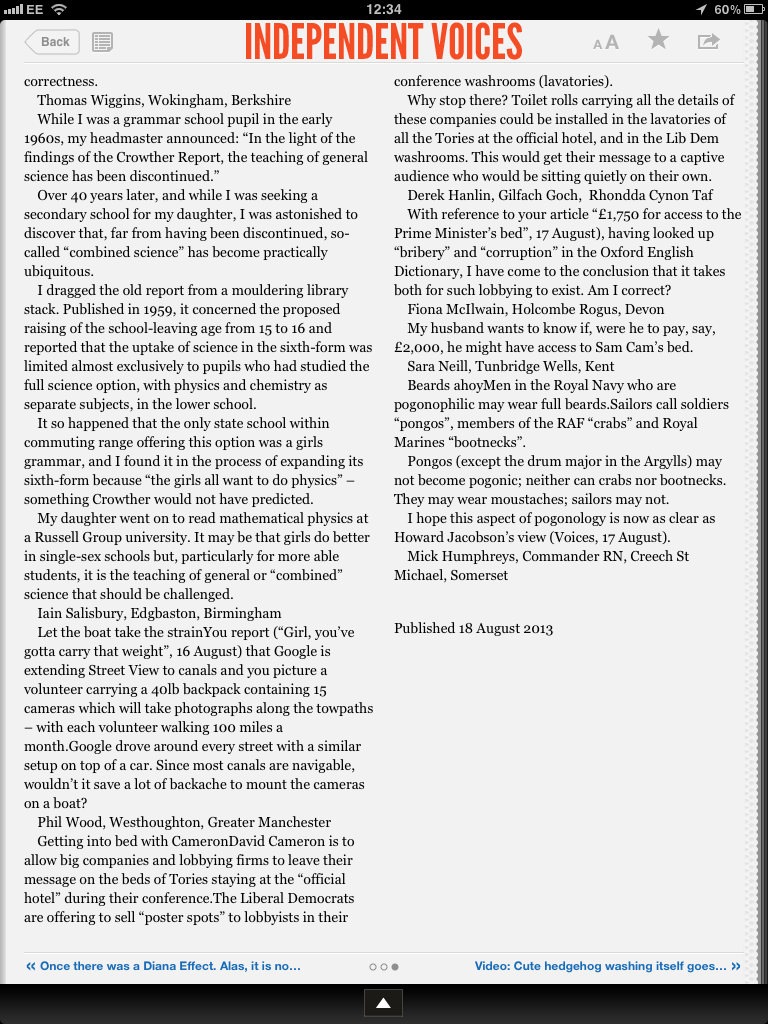 EE
12:34
60%
Back
INDEPENDENT VOICES
A A
correctness.
Thomas Wiggins, Wokingham, Berkshire
While I was a grammar school pupil in the early
1960s, my headmaster announced: “In the light of the
findings of the Crowther Report, the teaching of general
science has been discontinued.”
Over 40 years later, and while I was seeking a
secondary school for my daughter, I was astonished to
discover that, far from having been discontinued, so-
called “combined science” has become practically
ubiquitous.
I dragged the old report from a mouldering library
stack. Published in 1959, it concerned the proposed
raising of the school-leaving age from 15 to 16 and
reported that the uptake of science in the sixth-form was
limited almost exclusively to pupils who had studied the
full science option, with physics and chemistry as
separate subjects, in the lower school.
It so happened that the only state school within
commuting range offering this option was a girls
grammar, and I found it in the process of expanding its
sixth-form because “the girls all want to do physics” –
something Crowther would not have predicted.
My daughter went on to read mathematical physics at
a Russell Group university. It may be that girls do better
in single-sex schools but, particularly for more able
students, it is the teaching of general or “combined”
science that should be challenged.
Iain Salisbury, Edgbaston, Birmingham
Let the boat take the strainYou report (“Girl, you’ve
gotta carry that weight”, 16 August) that Google is
extending Street View to canals and you picture a
volunteer carrying a 40lb backpack containing 15
cameras which will take photographs along the towpaths
– with each volunteer walking 100 miles a
month.Google drove around every street with a similar
setup on top of a car. Since most canals are navigable,
wouldn’t it save a lot of backache to mount the cameras
on a boat?
Phil Wood, Westhoughton, Greater Manchester
Getting into bed with CameronDavid Cameron is to
allow big companies and lobbying firms to leave their
message on the beds of Tories staying at the “official
hotel” during their conference.The Liberal Democrats
are offering to sell “poster spots” to lobbyists in their
conference washrooms (lavatories).
Why stop there? Toilet rolls carrying all the details of
these companies could be installed in the lavatories of
all the Tories at the official hotel, and in the Lib Dem
washrooms. This would get their message to a captive
audience who would be sitting quietly on their own.
Derek Hanlin, Gilfach Goch,  Rhondda Cynon Taf
With reference to your article “£1,750 for access to the
Prime Minister’s bed”, 17 August), having looked up
“bribery” and “corruption” in the Oxford English
Dictionary, I have come to the conclusion that it takes
both for such lobbying to exist. Am I correct?
Fiona McIlwain, Holcombe Rogus, Devon
My husband wants to know if, were he to pay, say,
£2,000, he might have access to Sam Cam’s bed.
Sara Neill, Tunbridge Wells, Kent
Beards ahoyMen in the Royal Navy who are
pogonophilic may wear full beards.Sailors call soldiers
“pongos”, members of the RAF “crabs” and Royal
Marines “bootnecks”.
Pongos (except the drum major in the Argylls) may
not become pogonic; neither can crabs nor bootnecks.
They may wear moustaches; sailors may not.
I hope this aspect of pogonology is now as clear as
Howard Jacobson’s view (Voices, 17 August).
Mick Humphreys, Commander RN, Creech St
Michael, Somerset
Published 18 August 2013
« Once there was a Diana Effect. Alas, it is no...
Video: Cute hedgehog washing itself goes... »